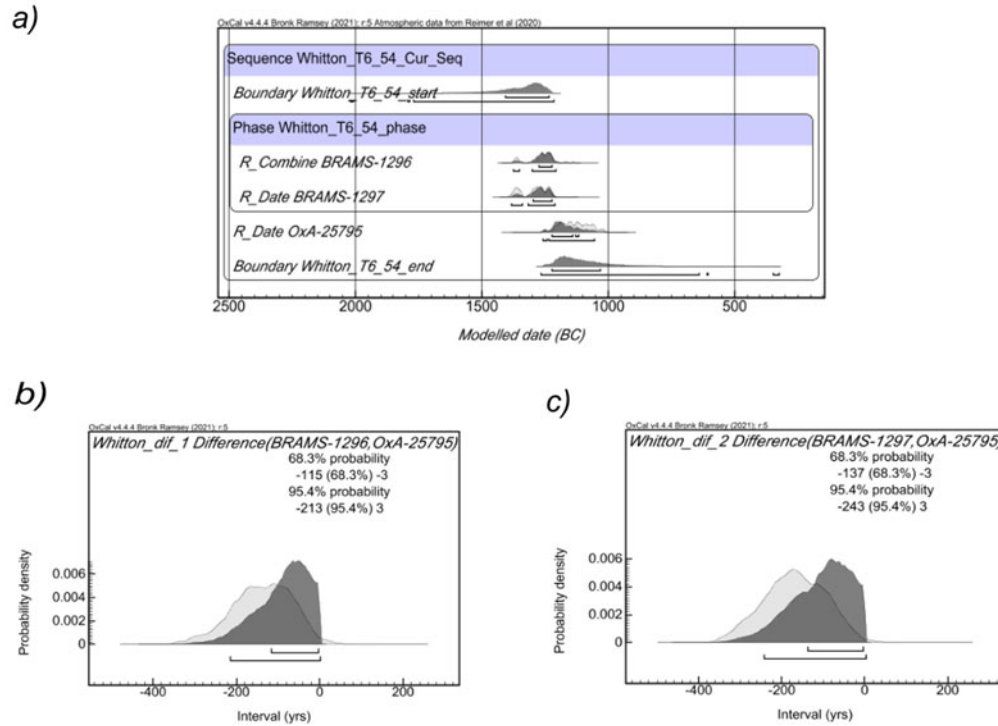 a)
OxCal v4.4.4 Bronk Ramsey (2021); r:5 Atmospheric data from Reimer et al (2020)
Sequence Whitton_T6_54_Cur_Seq
Boundary Whitton_T6_54_start
Phase Whitton_T6_54_phase
R_Combine BRAMS-1296
R_Date BRAMS-1297
R_Date OxA-25795
Boundary Whitton_T6_54_end
2500 2000 1500 1000 500
Modelled date (BC)
b)
OxCal v4.4.4 Bronk Ramsey (2021); r:5
Whitton_dif_1 Difference(BRAMS-1296,OxA-25795)
68.3% probability
-115 (68.3%) -3
95.4% probability
-213 (95.4%) 3
Probability density
0.006
0.004
0.002
0
-400 -200 0 200
Interval (yrs)
c)
OxCal v4.4.4 Bronk Ramsey (2021); r:5
Whitton_dif_2 Difference(BRAMS-1297,OxA-25795)
68.3% probability
-137 (68.3%) -3
95.4% probability
-243 (95.4%) 3
Probability density
0.006
0.004
0.002
0
-400 -200 0 200
Interval (yrs)